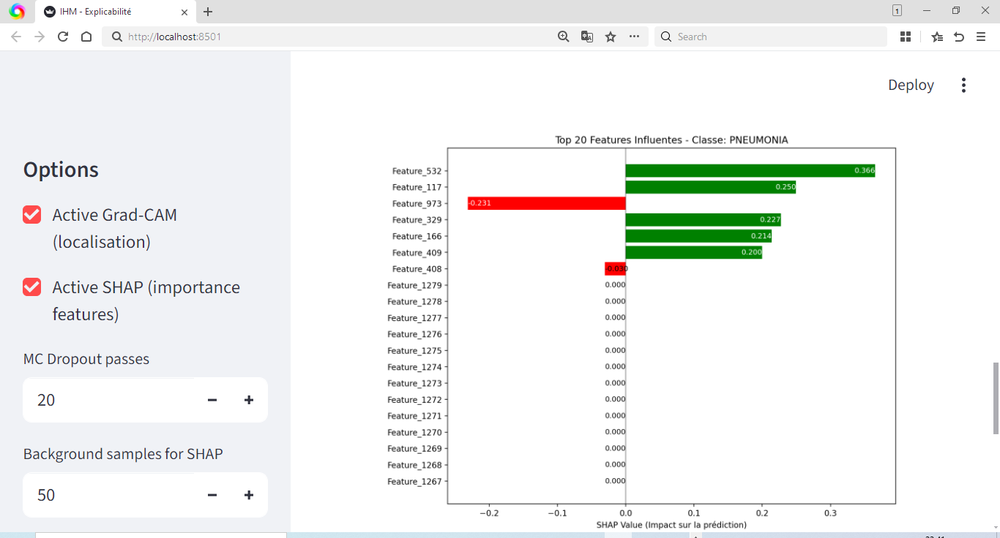 IHM - Explicabilité
1
http://localhost:8501
Search
Deploy
Options
Active Grad-CAM
(localisation)
Active SHAP (importance
features)
MC Dropout passes
20
Background samples for SHAP
50
Top 20 Features Influentes - Classe: PNEUMONIA
Feature_532 0.366
Feature_117 0.250
Feature_973 -0.231
Feature_329 0.227
Feature_166 0.214
Feature_409 0.200
Feature_408 -0.030
Feature_1279 0.000
Feature_1278 0.000
Feature_1277 0.000
Feature_1276 0.000
Feature_1275 0.000
Feature_1274 0.000
Feature_1273 0.000
Feature_1272 0.000
Feature_1271 0.000
Feature_1270 0.000
Feature_1269 0.000
Feature_1268 0.000
Feature_1267 0.000
−0.2 −0.1 0.0 0.1 0.2 0.3
SHAP Value (Impact sur la prédiction)